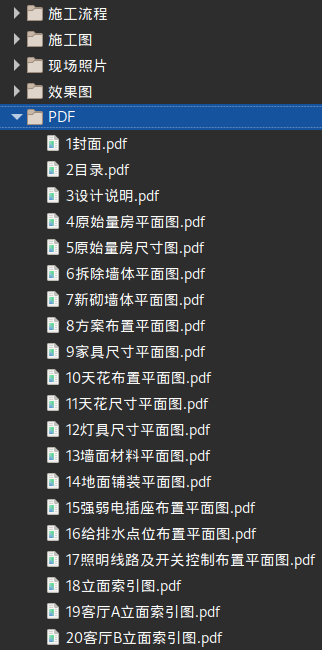 施工流程
施工图
现场照片
效果图
PDF
1封面.pdf
2目录.pdf
3设计说明.pdf
4原始量房平面图.pdf
5原始量房尺寸图.pdf
6拆除墙体平面图.pdf
7新砌墙体平面图.pdf
8方案布置平面图.pdf
9家具尺寸平面图.pdf
10天花布置平面图.pdf
11天花尺寸平面图.pdf
12灯具尺寸平面图.pdf
13墙面材料平面图.pdf
14地面铺装平面图.pdf
15强弱电插座布置平面图.pdf
16给排水点位布置平面图.pdf
17照明线路及开关控制布置平面图.pdf
18立面索引图.pdf
19客厅A立面索引图.pdf
20客厅B立面索引图.pdf